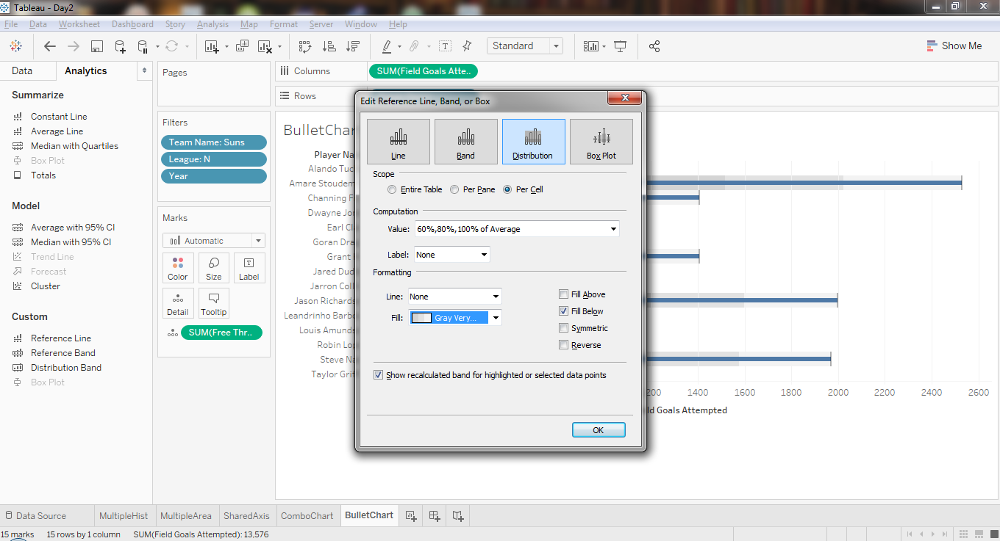 Tableau - Day2
File Data Worksheet Dashboard Story Analysis Map Format Server Window Help
Standard
Show Me
Data Analytics
Summarize
Constant Line
Average Line
Median with Quartiles
Box Plot
Totals
Model
Average with 95% CI
Median with 95% CI
Trend Line
Forecast
Cluster
Custom
Reference Line
Reference Band
Distribution Band
Box Plot
Pages
Filters
Team Name: Suns
League: N
Year
Marks
Automatic
Color Size Label
Detail Tooltip
SUM(Free Thr..
Columns
SUM(Field Goals Atte..
Rows
BulletChar
Player Na
Alando Tuc
Amare Stoudem
Channing F
Dwayne Jon
Earl Cl
Goran Dra
Grant
Jared Dud
Jarron Coll
Jason Richards
Leandrinho Barbo
Louis Amunds
Robin Lop
Steve Na
Taylor Grif
Edit Reference Line, Band, or Box
Line Band Distribution Box Plot
Scope
Entire Table Per Pane Per Cell
Computation
Value: 60%,80%,100% of Average
Label: None
Formatting
Line: None
Fill: Gray Very...
Fill Above
Fill Below
Symmetric
Reverse
Show recalculated band for highlighted or selected data points
OK
200 1400 1600 1800 2000 2200 2400 2600
ld Goals Attempted
Data Source MultipleHist MultipleArea SharedAxis ComboChart BulletChart
15 marks 15 rows by 1 column SUM(Field Goals Attempted): 13,576